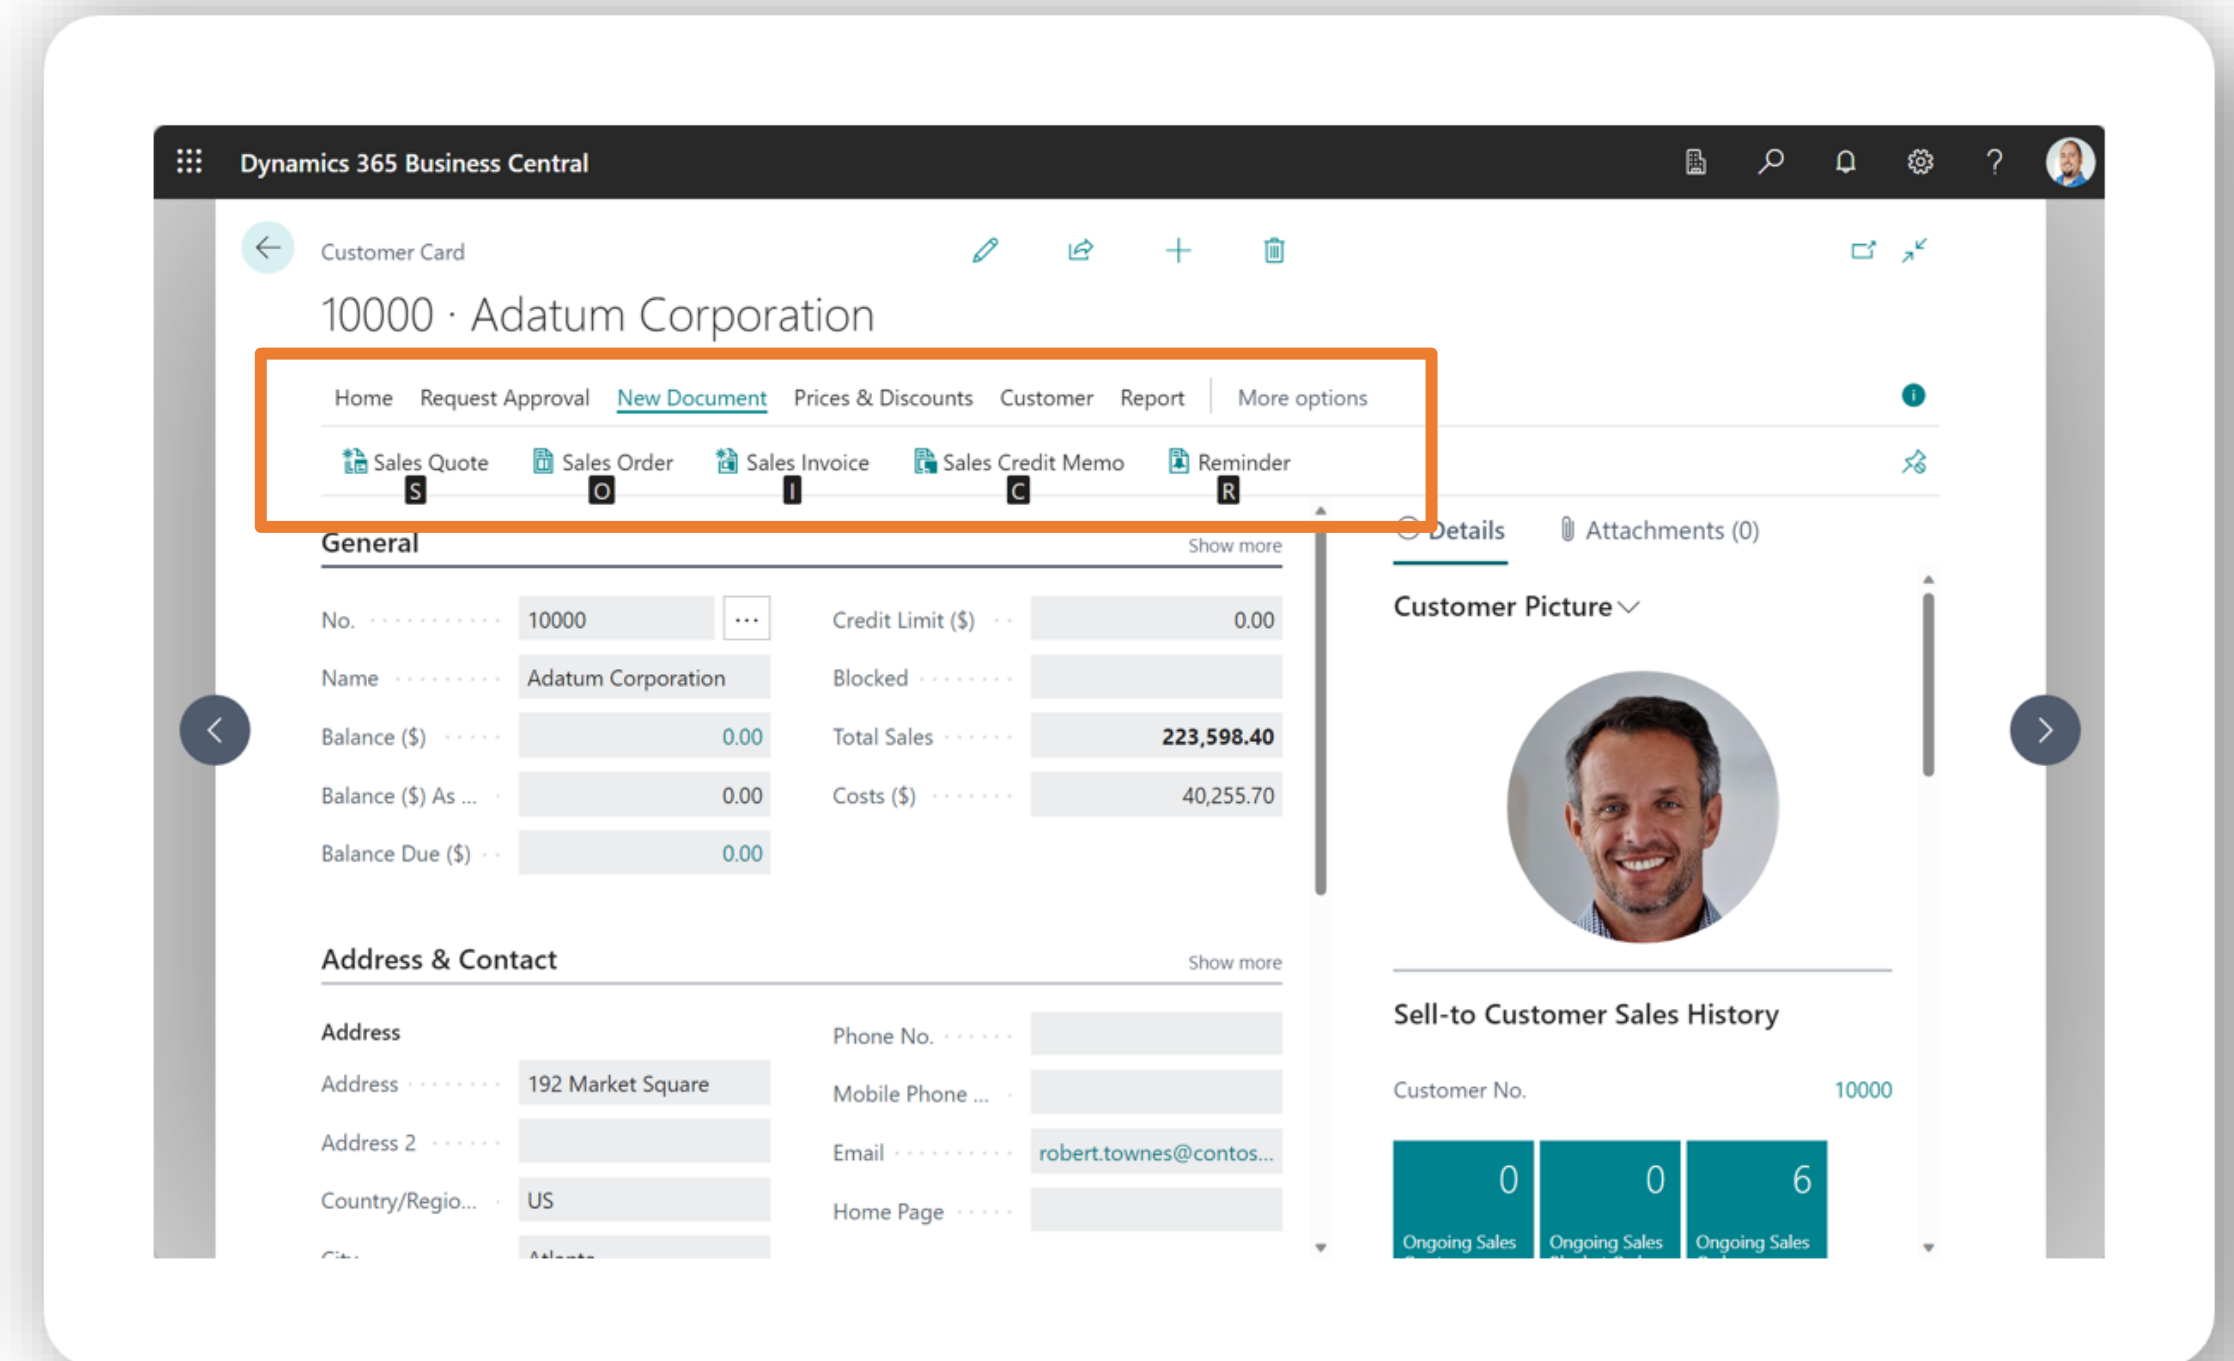 Dynamics 365 Business Central
?
Customer Card
10000 · Adatum Corporation
Home Request Approval New Document Prices & Discounts Customer Report More options
Sales Quote Sales Order Sales Invoice Sales Credit Memo Reminder
S O I C R
General Show more
Details Attachments (0)
No. 10000 ... Credit Limit ($) 0.00
Name Adatum Corporation Blocked
Balance ($) 0.00 Total Sales 223,598.40
Balance ($) As ... 0.00 Costs ($) 40,255.70
Balance Due ($) 0.00
Customer Picture
Address & Contact Show more
Address Phone No.
Address 192 Market Square Mobile Phone ...
Address 2 Email robert.townes@contos...
Country/Regio... US Home Page
Sell-to Customer Sales History
Customer No. 10000
0 0 6
Ongoing Sales Ongoing Sales Ongoing Sales